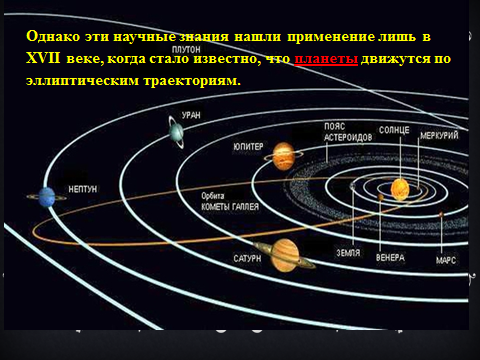 Однако эти научные знания нашли применение лишь в
XVII веке, когда стало известно, что планеты движутся по
эллиптическим траекториям.
ПЛУТОН
УРАН
ПОЯС
АСТЕРОИДОВ
СОЛНЦЕ
МЕРКУРИЙ
ЮПИТЕР
НЕПТУН
Орбита
КОМЕТЫ ГАЛЛЕЯ
САТУРН
ЗЕМЛЯ
ВЕНЕРА
МАРС